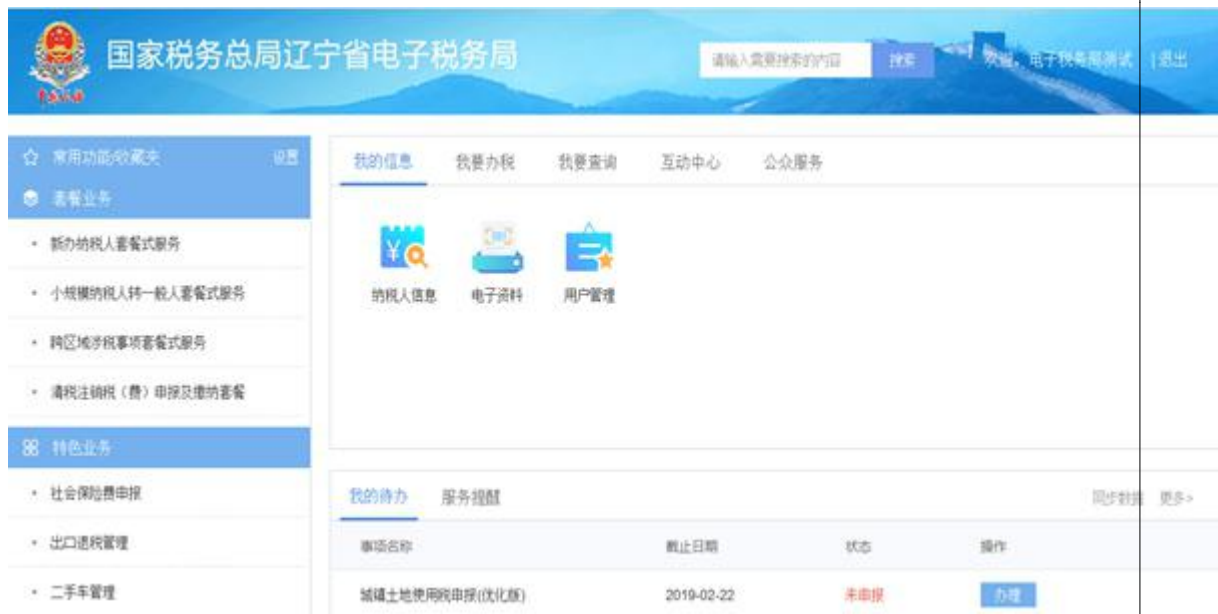 国家税务总局辽宁省电子税务局
请输入需要搜索的内容 搜索 欢迎，电子税务局测试 |退出
中国税务
常用功能收藏夹 设置
套餐业务
新办纳税人套餐式服务
小规模纳税人转一般人套餐式服务
跨区域涉税事项套餐式服务
清税注销税（费）申报及缴纳套餐
特色业务
社会保险费申报
出口退税管理
二手车管理
我的信息 我要办税 我要查询 互动中心 公众服务
纳税人信息 电子资料 用户管理
我的待办 服务提醒 同步数据 更多>
事项名称 截止日期 状态 操作
城镇土地使用税申报(优化版) 2019-02-22 未申报 办理